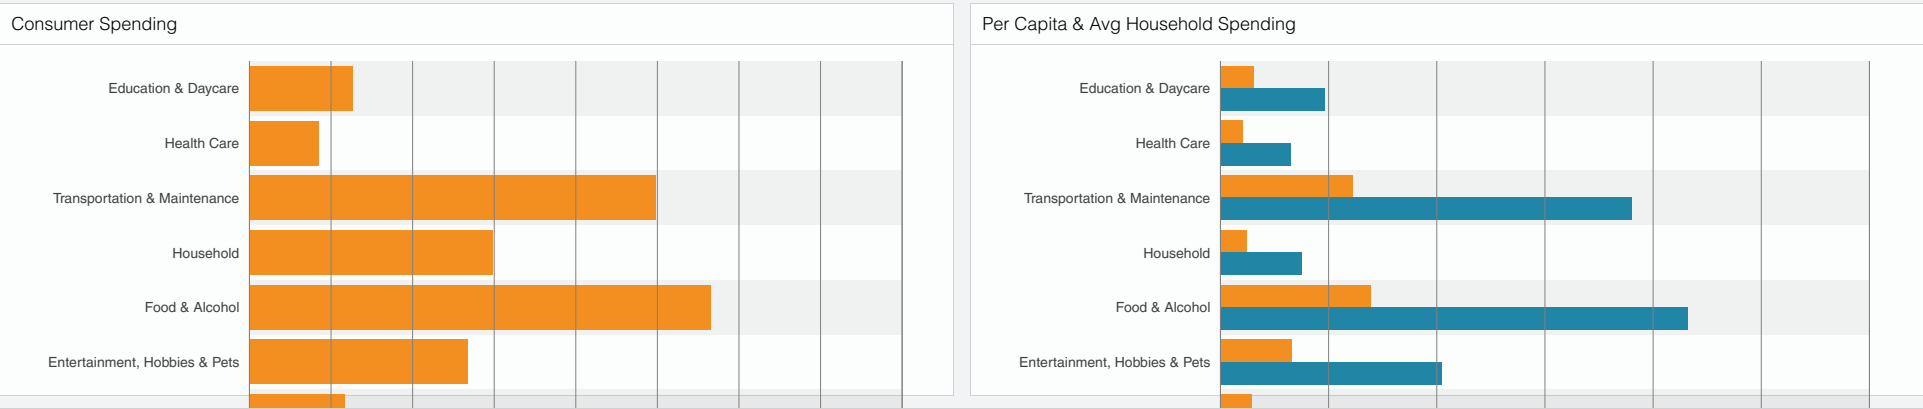 Consumer Spending
Education & Daycare
Health Care
Transportation & Maintenance
Household
Food & Alcohol
Entertainment, Hobbies & Pets
Per Capita & Avg Household Spending
Education & Daycare
Health Care
Transportation & Maintenance
Household
Food & Alcohol
Entertainment, Hobbies & Pets